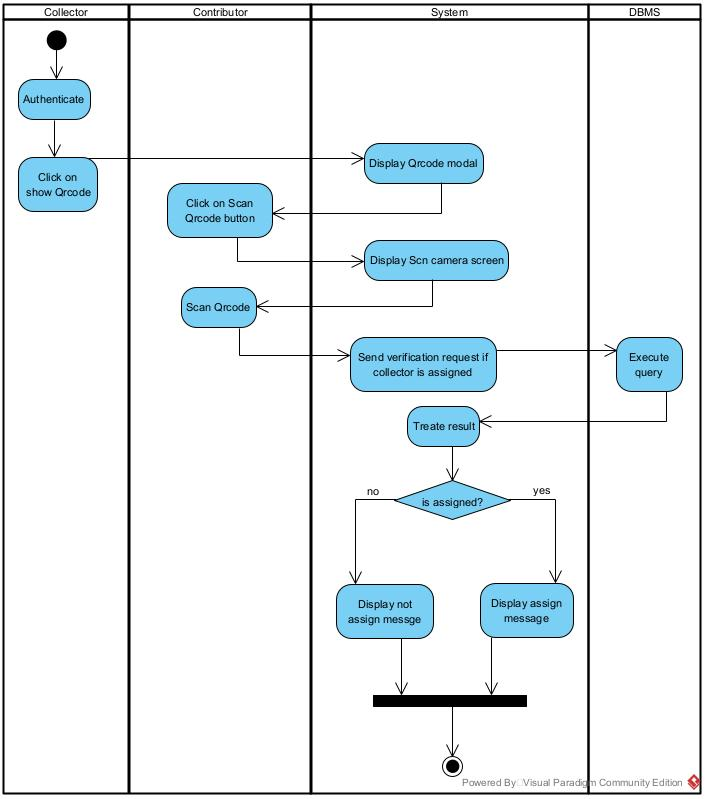 Collector
Contributor
System
DBMS
Authenticate
Click on
show Qrcode
Display Qrcode modal
Click on Scan
Qrcode button
Display Scn camera screen
Scan Qrcode
Send verification request if
collector is assigned
Execute
query
Treate result
is assigned?
no
yes
Display not
assign messge
Display assign
message
Powered By Visual Paradigm Community Edition